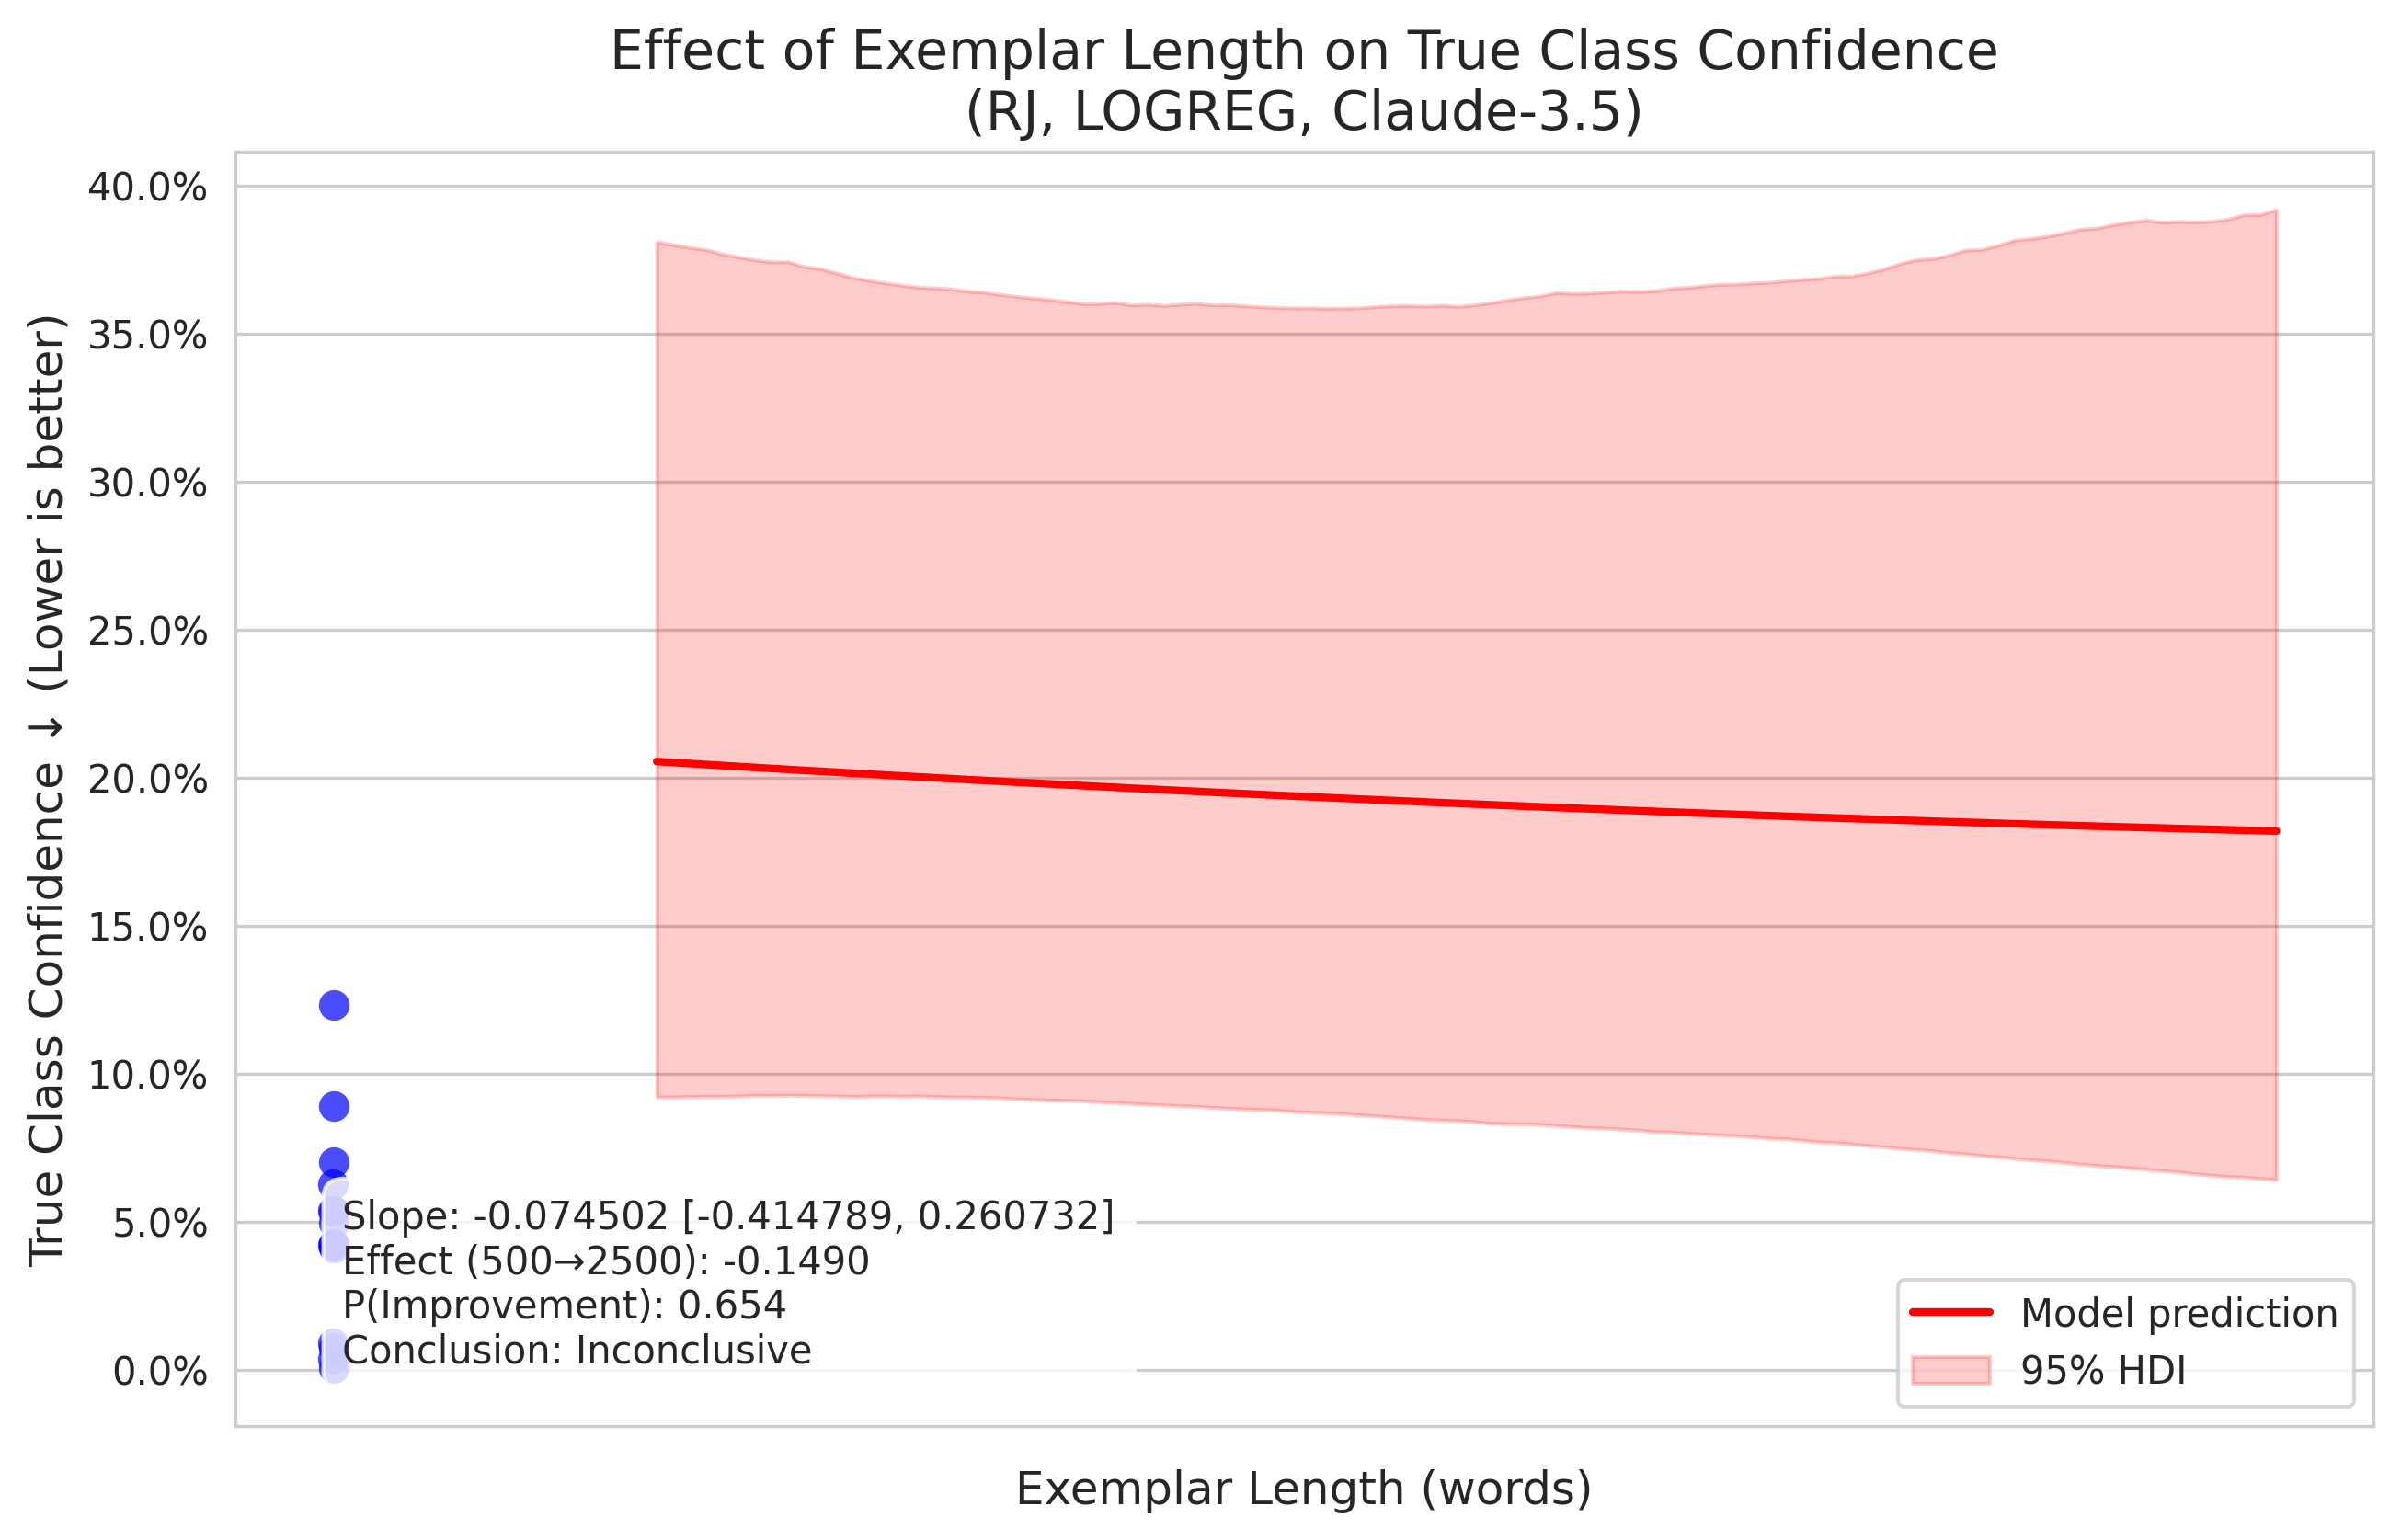 Effect of Exemplar Length on True Class Confidence
(RJ, LOGREG, Claude-3.5)
True Class Confidence ↓ (Lower is better)
40.0%
35.0%
30.0%
25.0%
20.0%
15.0%
10.0%
5.0%
0.0%
Slope: -0.074502 [-0.414789, 0.260732]
Effect (500→2500): -0.1490
P(Improvement): 0.654
Conclusion: Inconclusive
Model prediction
95% HDI
Exemplar Length (words)